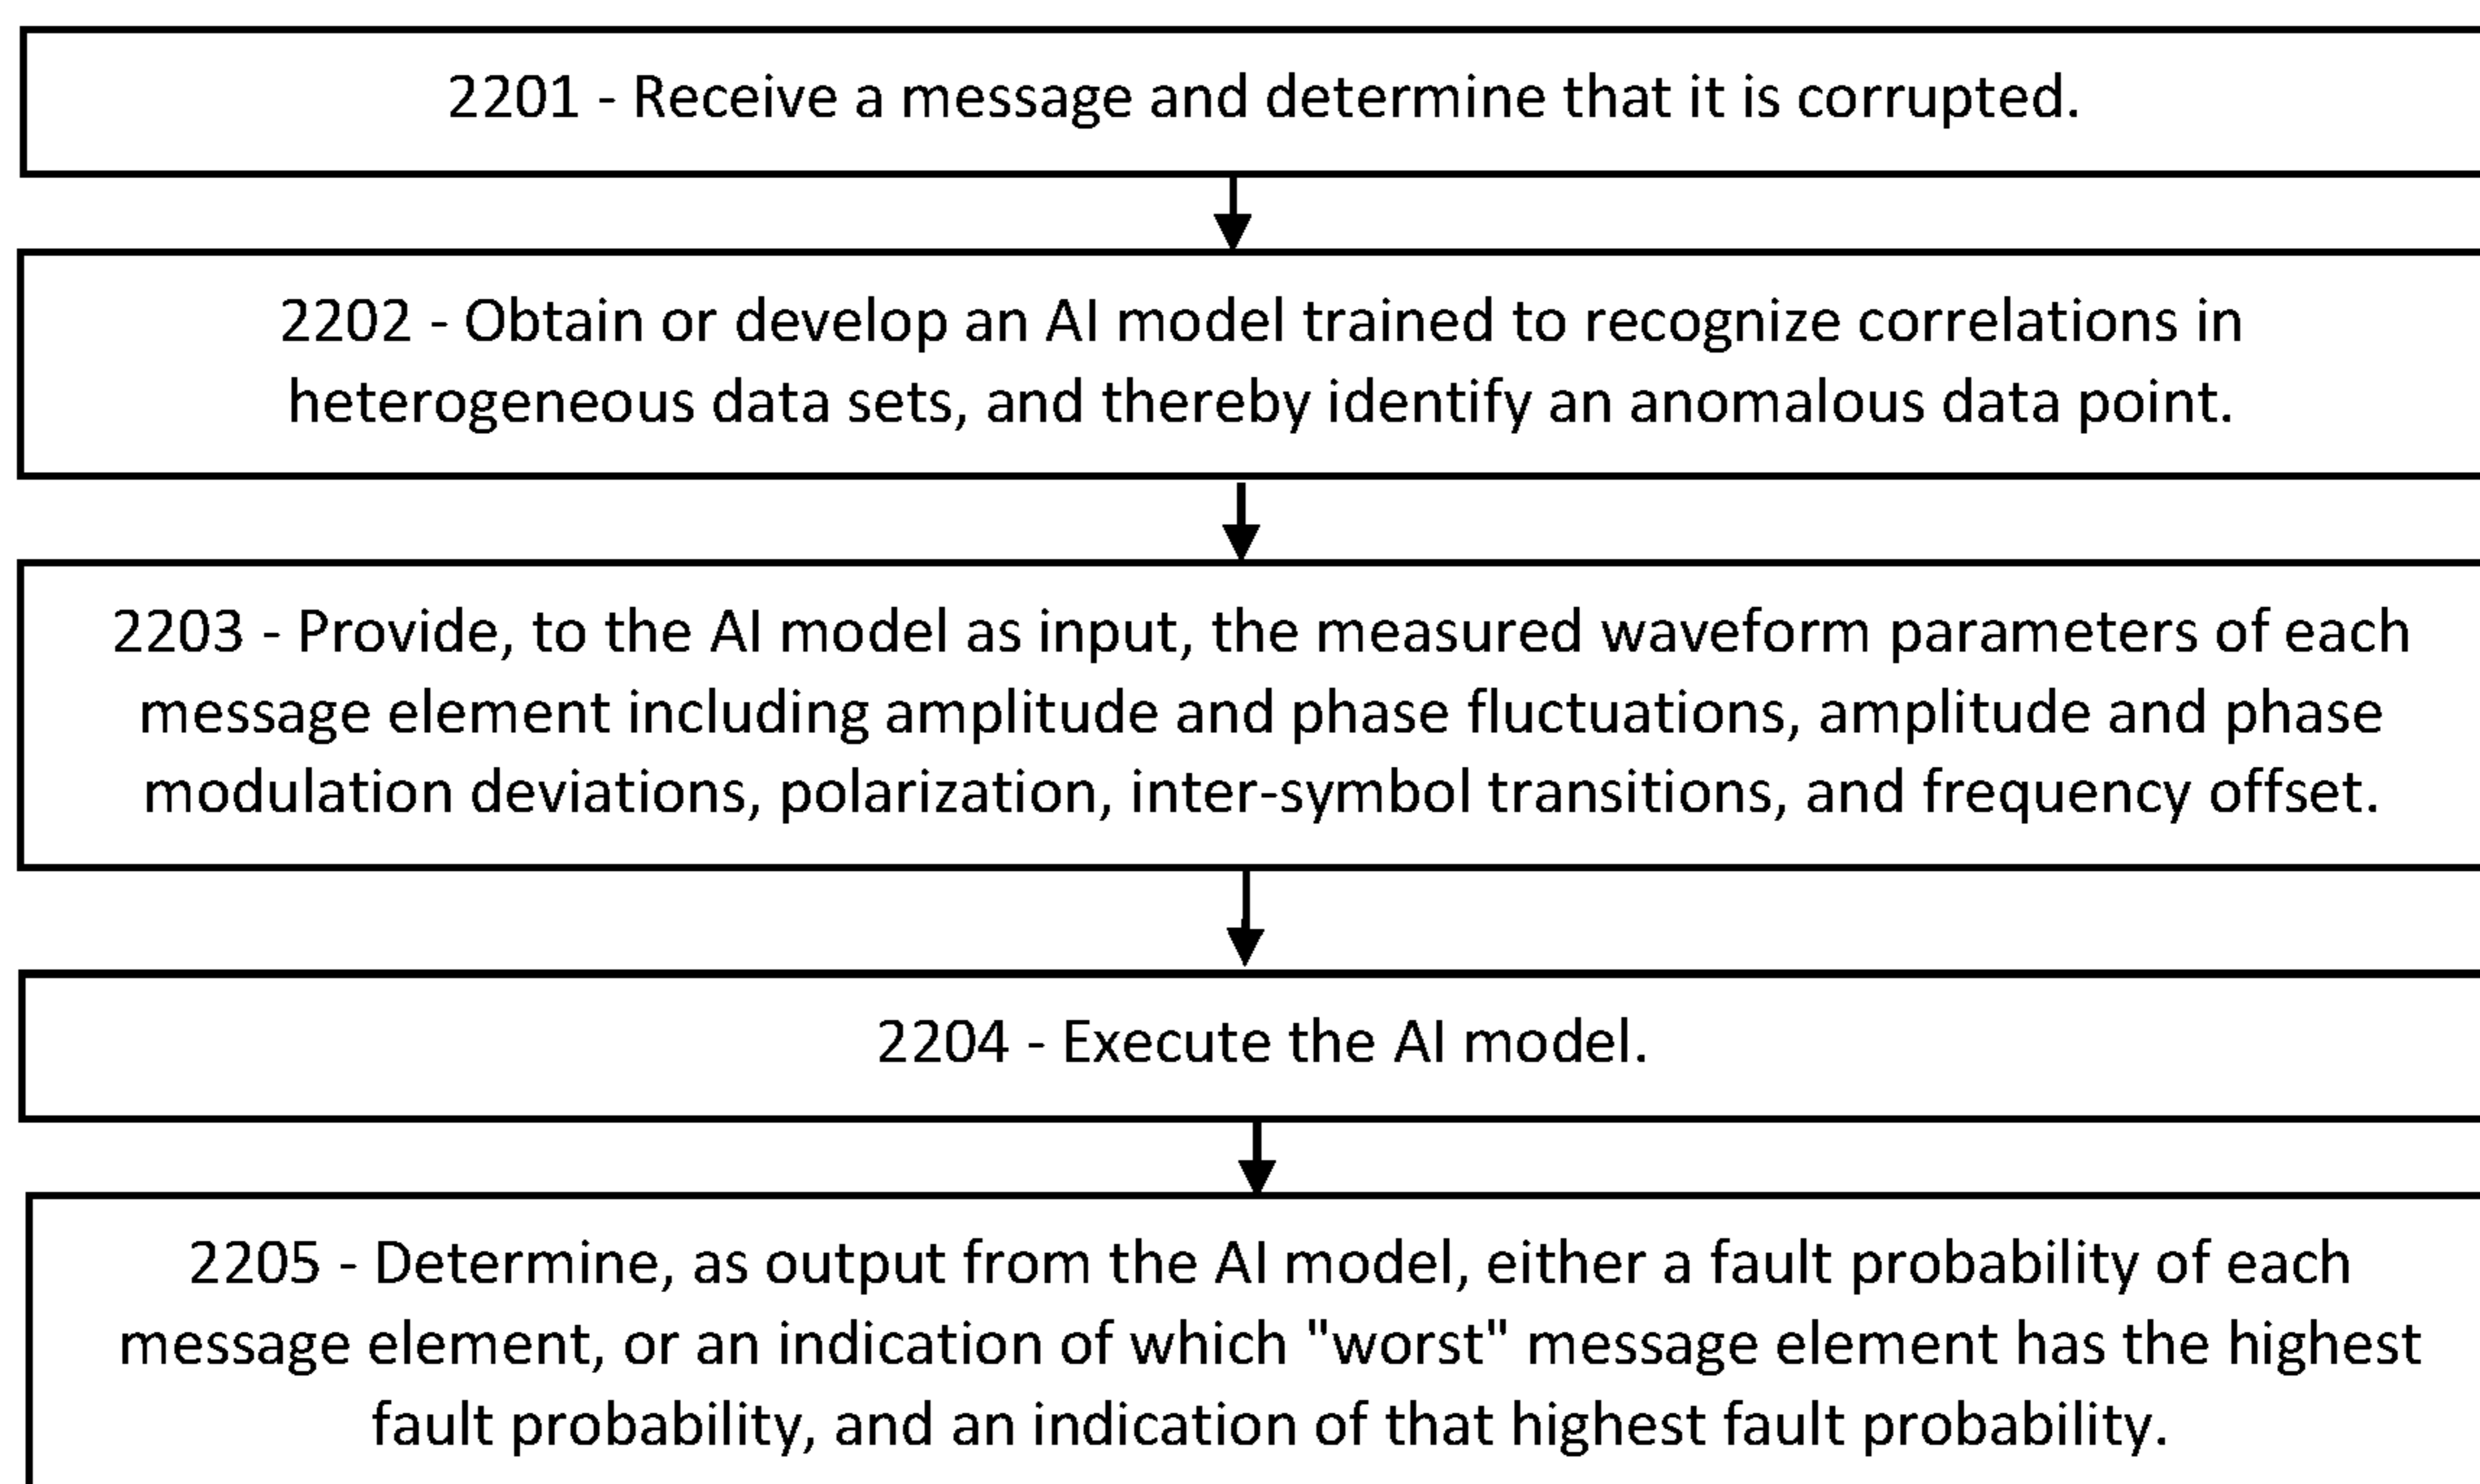 2201 - Receive a message and determine that it is corrupted.
2202 - Obtain or develop an AI model trained to recognize correlations in
heterogeneous data sets, and thereby identify an anomalous data point.
2203 - Provide, to the AI model as input, the measured waveform parameters of each
message element including amplitude and phase fluctuations, amplitude and phase
modulation deviations, polarization, inter-symbol transitions, and frequency offset.
2204 - Execute the AI model.
2205 - Determine, as output from the AI model, either a fault probability of each
message element, or an indication of which "worst" message element has the highest
fault probability, and an indication of that highest fault probability.